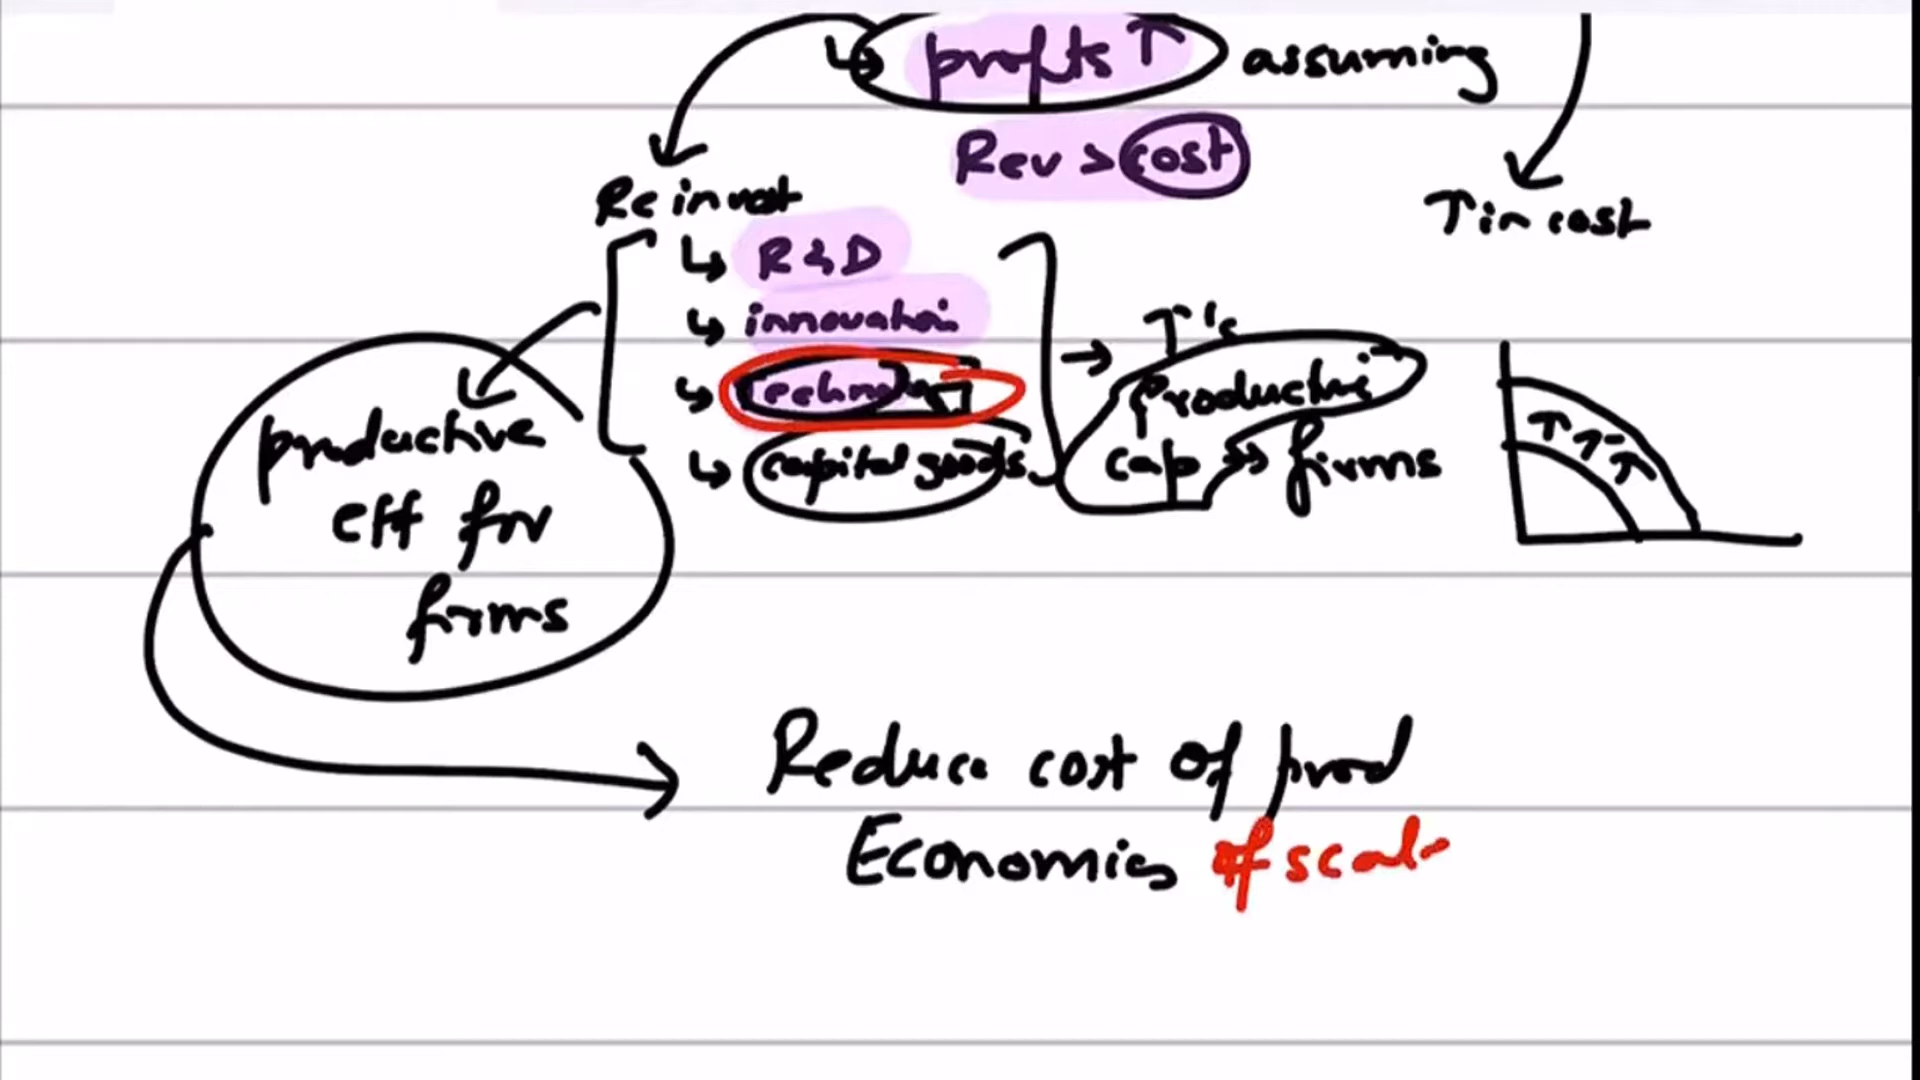 ↳ profits ↑ assuming
Rev > cost
Reinvest
↑ in cost
↳ R & D
↳ innovation
↳ technology
↳ capital goods
→ ↑'s
productive
cap → firms
productive
eff for
firms
↑ ↑ ↑
Reduce cost of prod
Economies of scale